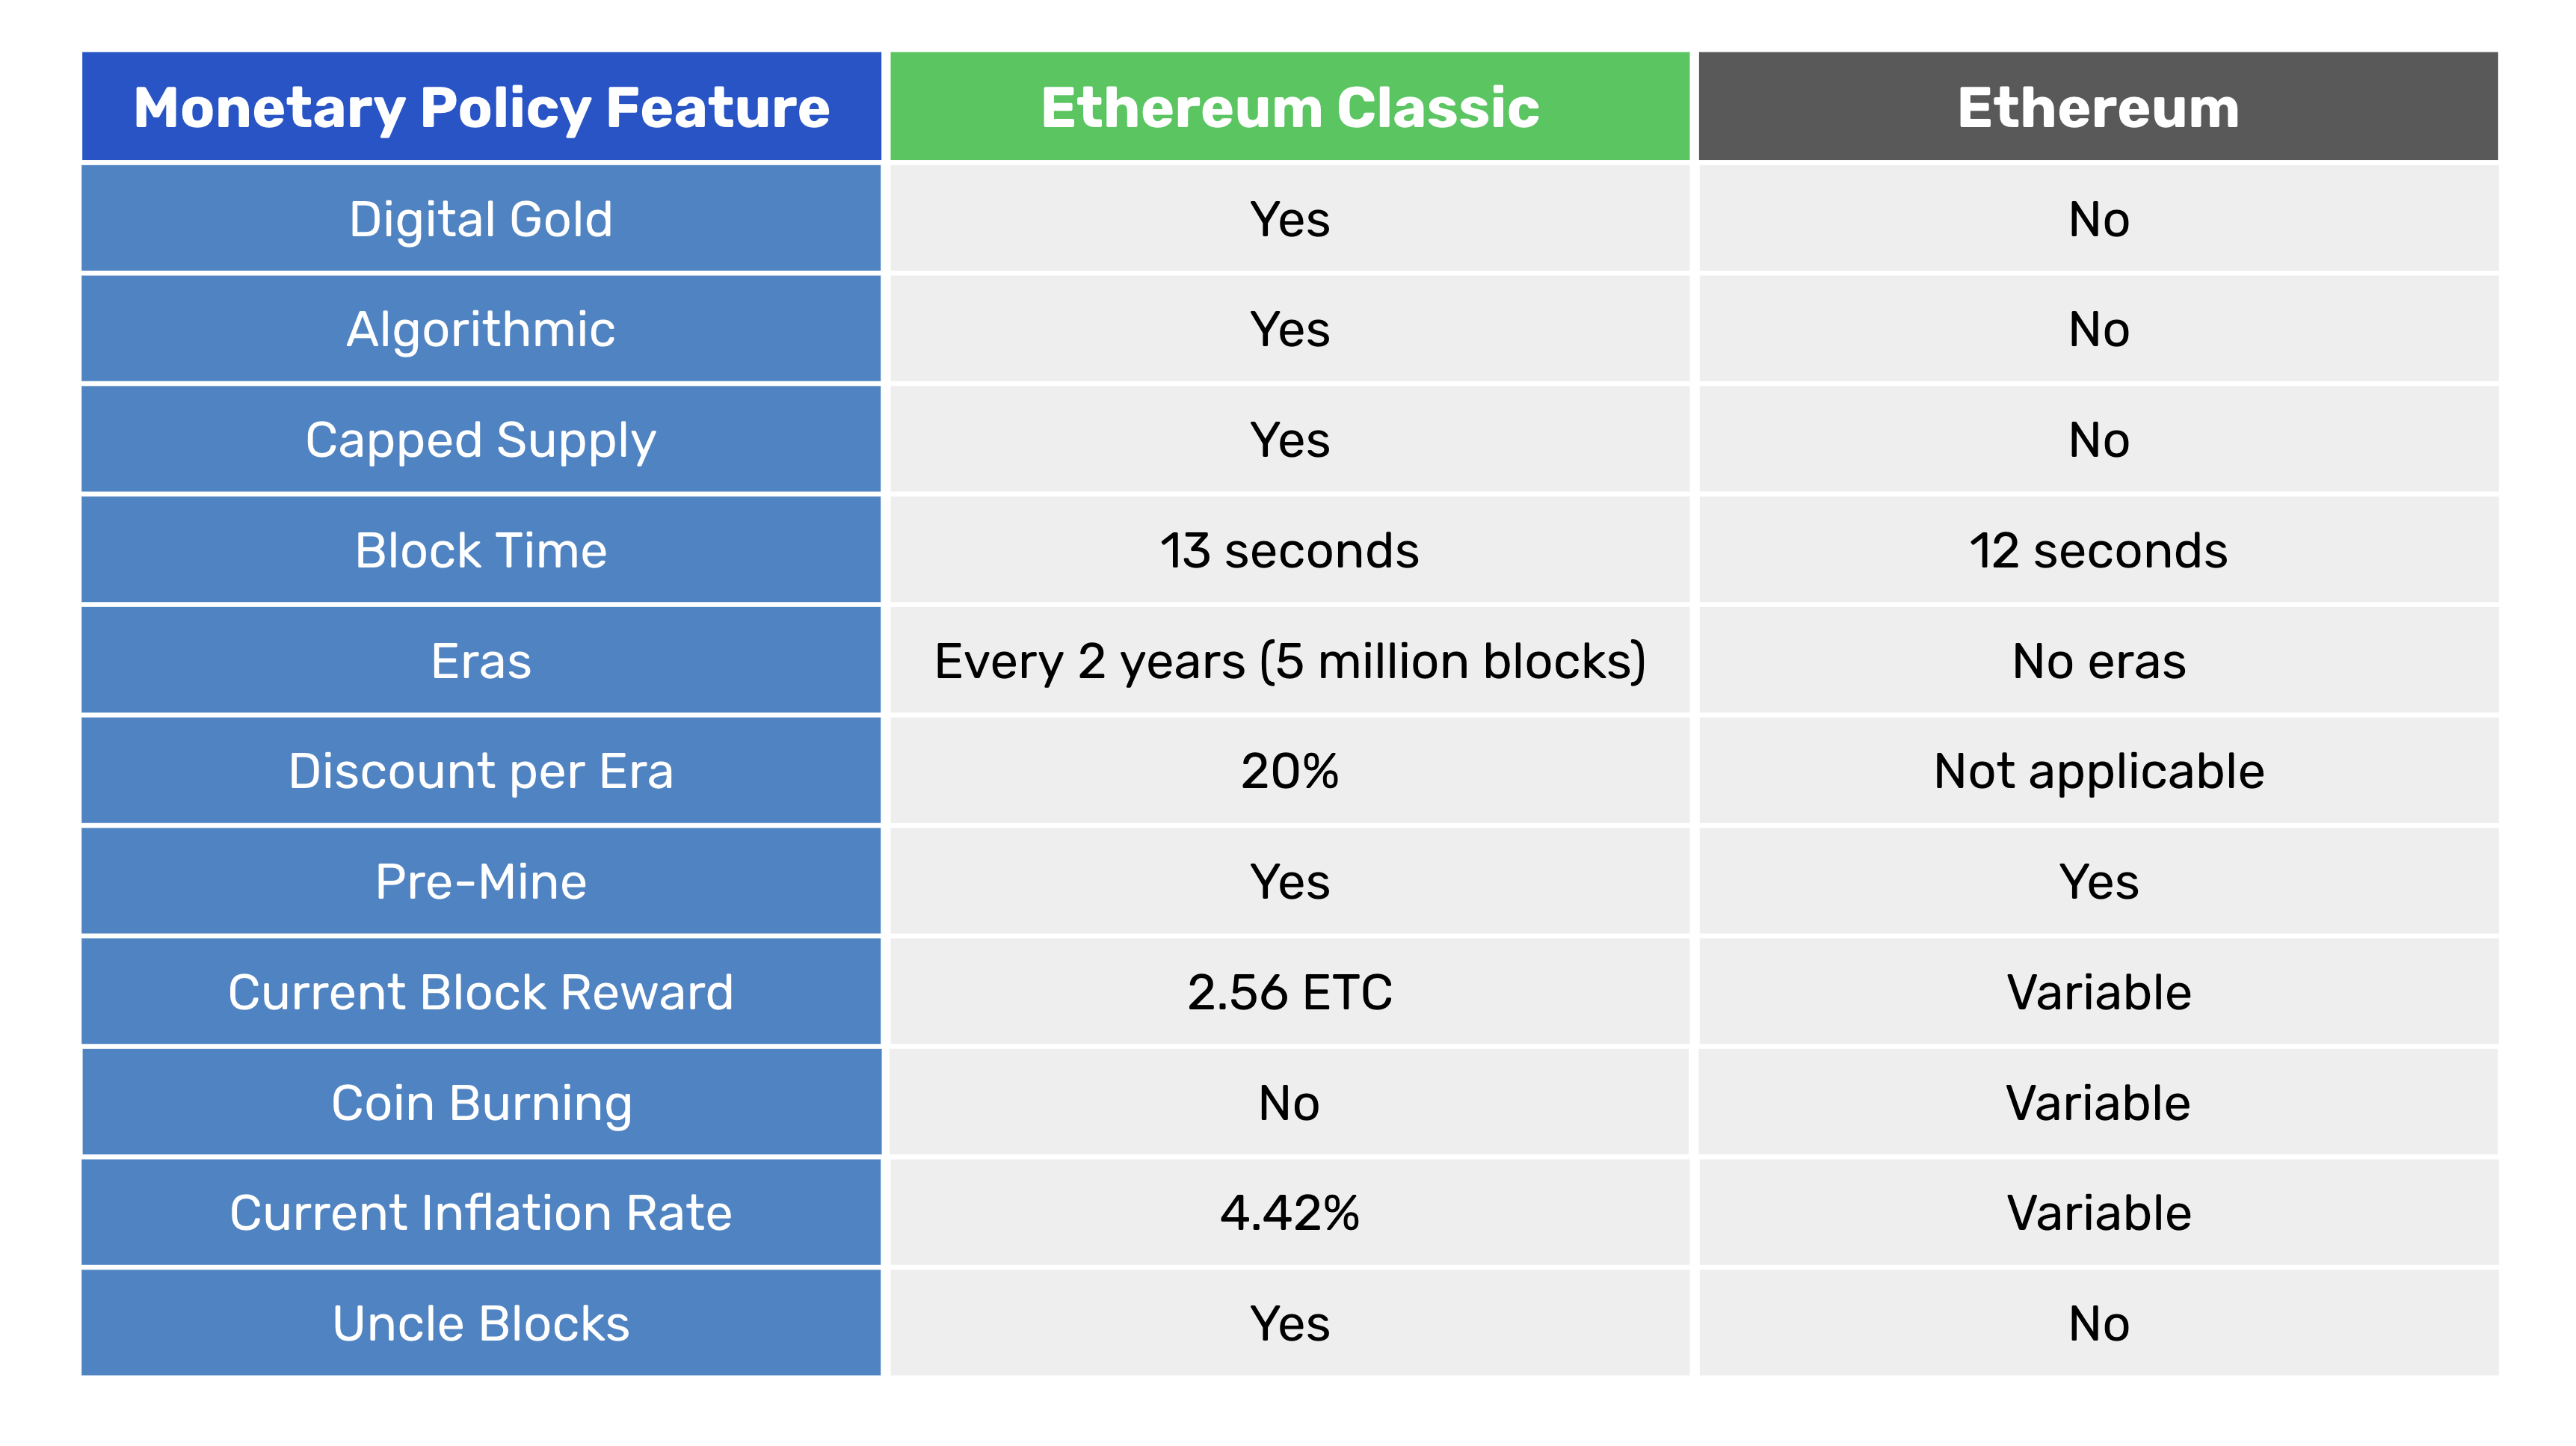 Monetary Policy Feature Ethereum Classic Ethereum
Digital Gold Yes No
Algorithmic Yes No
Capped Supply Yes No
Block Time 13 seconds 12 seconds
Eras Every 2 years (5 million blocks) No eras
Discount per Era 20% Not applicable
Pre-Mine Yes Yes
Current Block Reward 2.56 ETC Variable
Coin Burning No Variable
Current Inflation Rate 4.42% Variable
Uncle Blocks Yes No